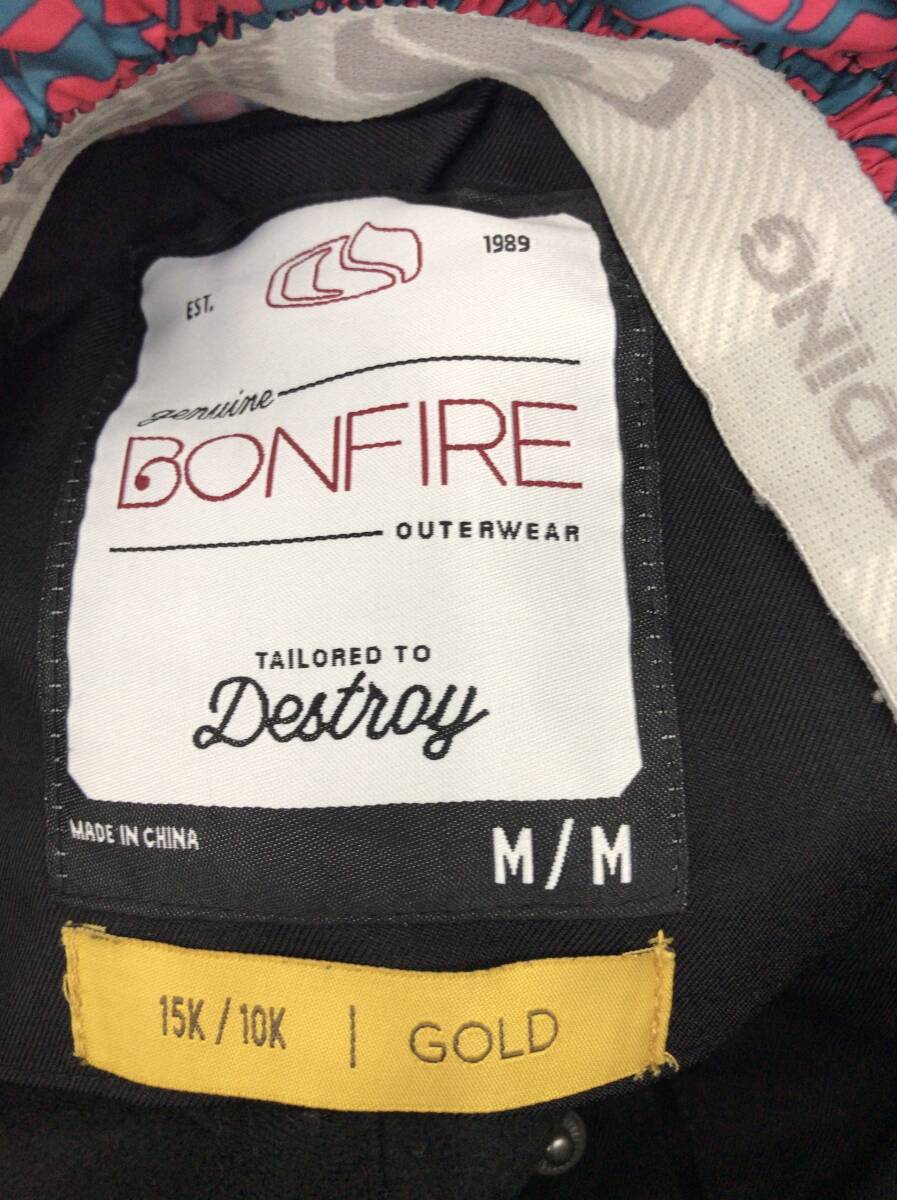 EST. 1989
genuine
BONFIRE
OUTERWEAR
TAILORED TO
Destroy
MADE IN CHINA
M/M
15K / 10K | GOLD